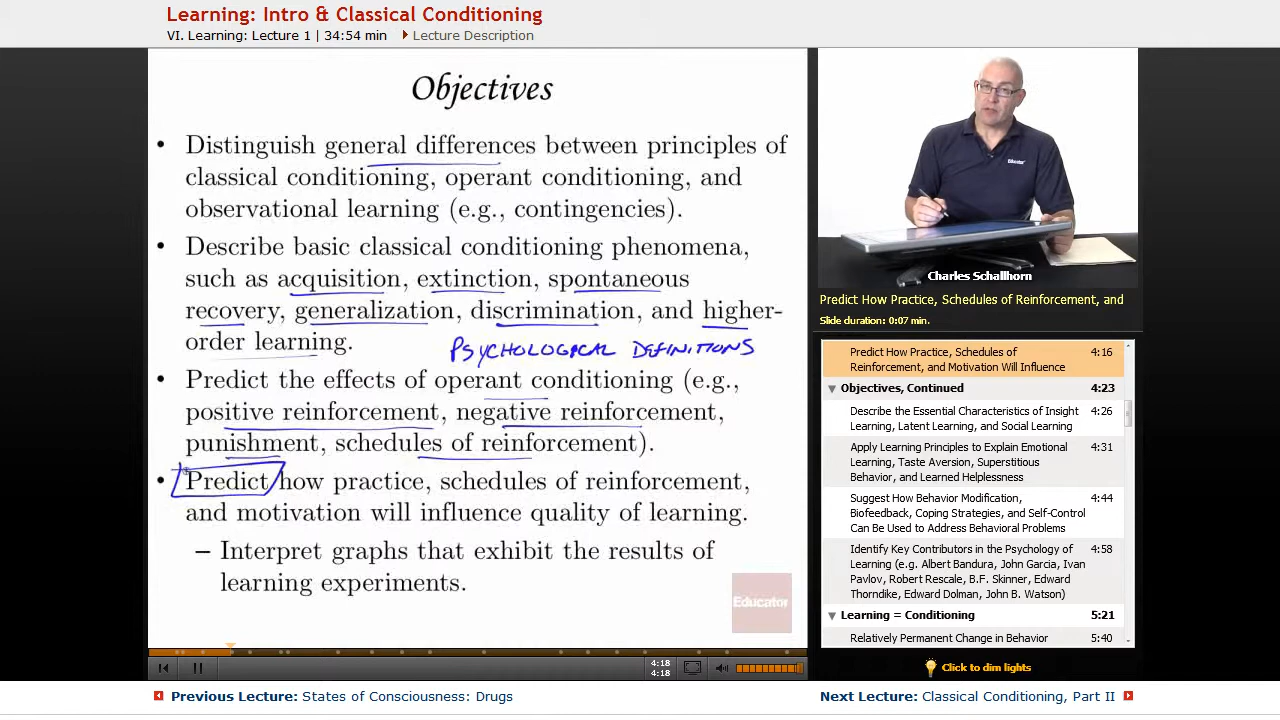 Learning: Intro & Classical Conditioning
VI. Learning: Lecture 1 | 34:54 min
Lecture Description
Objectives
• Distinguish general differences between principles of
classical conditioning, operant conditioning, and
observational learning (e.g., contingencies).
• Describe basic classical conditioning phenomena,
such as acquisition, extinction, spontaneous
recovery, generalization, discrimination, and higher-
order learning.
PSYCHOLOGICAL DEFINITIONS
• Predict the effects of operant conditioning (e.g.,
positive reinforcement, negative reinforcement,
punishment, schedules of reinforcement).
• Predict how practice, schedules of reinforcement,
and motivation will influence quality of learning.
– Interpret graphs that exhibit the results of
learning experiments.
Educator
4:18
4:18
Educator
Charles Schallhorn
Predict How Practice, Schedules of Reinforcement, and
Slide duration: 0:07 min.
Predict How Practice, Schedules of 4:16
Reinforcement, and Motivation Will Influence
Objectives, Continued 4:23
Describe the Essential Characteristics of Insight 4:26
Learning, Latent Learning, and Social Learning
Apply Learning Principles to Explain Emotional 4:31
Learning, Taste Aversion, Superstitious
Behavior, and Learned Helplessness
Suggest How Behavior Modification, 4:44
Biofeedback, Coping Strategies, and Self-Control
Can Be Used to Address Behavioral Problems
Identify Key Contributors in the Psychology of 4:58
Learning (e.g. Albert Bandura, John Garcia, Ivan
Pavlov, Robert Rescale, B.F. Skinner, Edward
Thorndike, Edward Dolman, John B. Watson)
Learning = Conditioning 5:21
Relatively Permanent Change in Behavior 5:40
Click to dim lights
Previous Lecture: States of Consciousness: Drugs
Next Lecture: Classical Conditioning, Part II